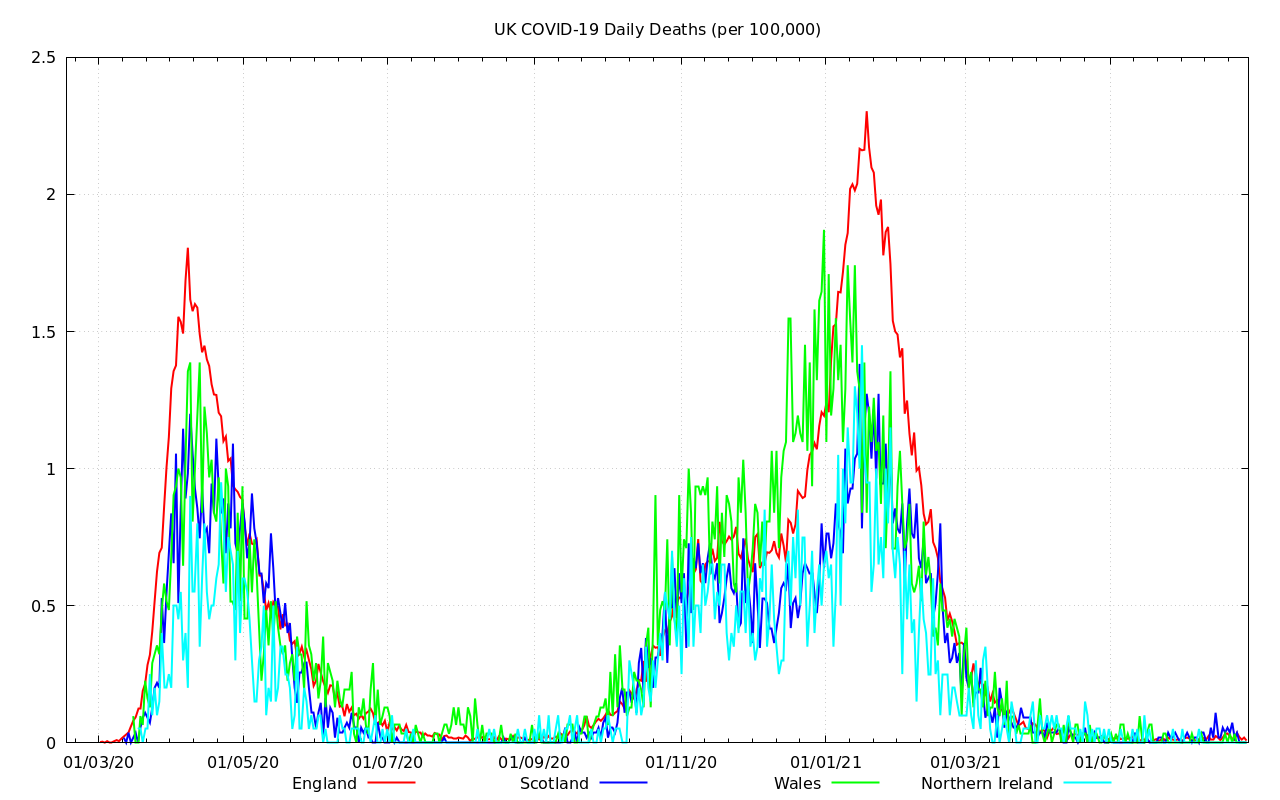 UK COVID-19 Daily Deaths (per 100,000)
2.5
2
1.5
1
0.5
0
01/03/20 01/05/20 01/07/20 01/09/20 01/11/20 01/01/21 01/03/21 01/05/21
England Scotland Wales Northern Ireland